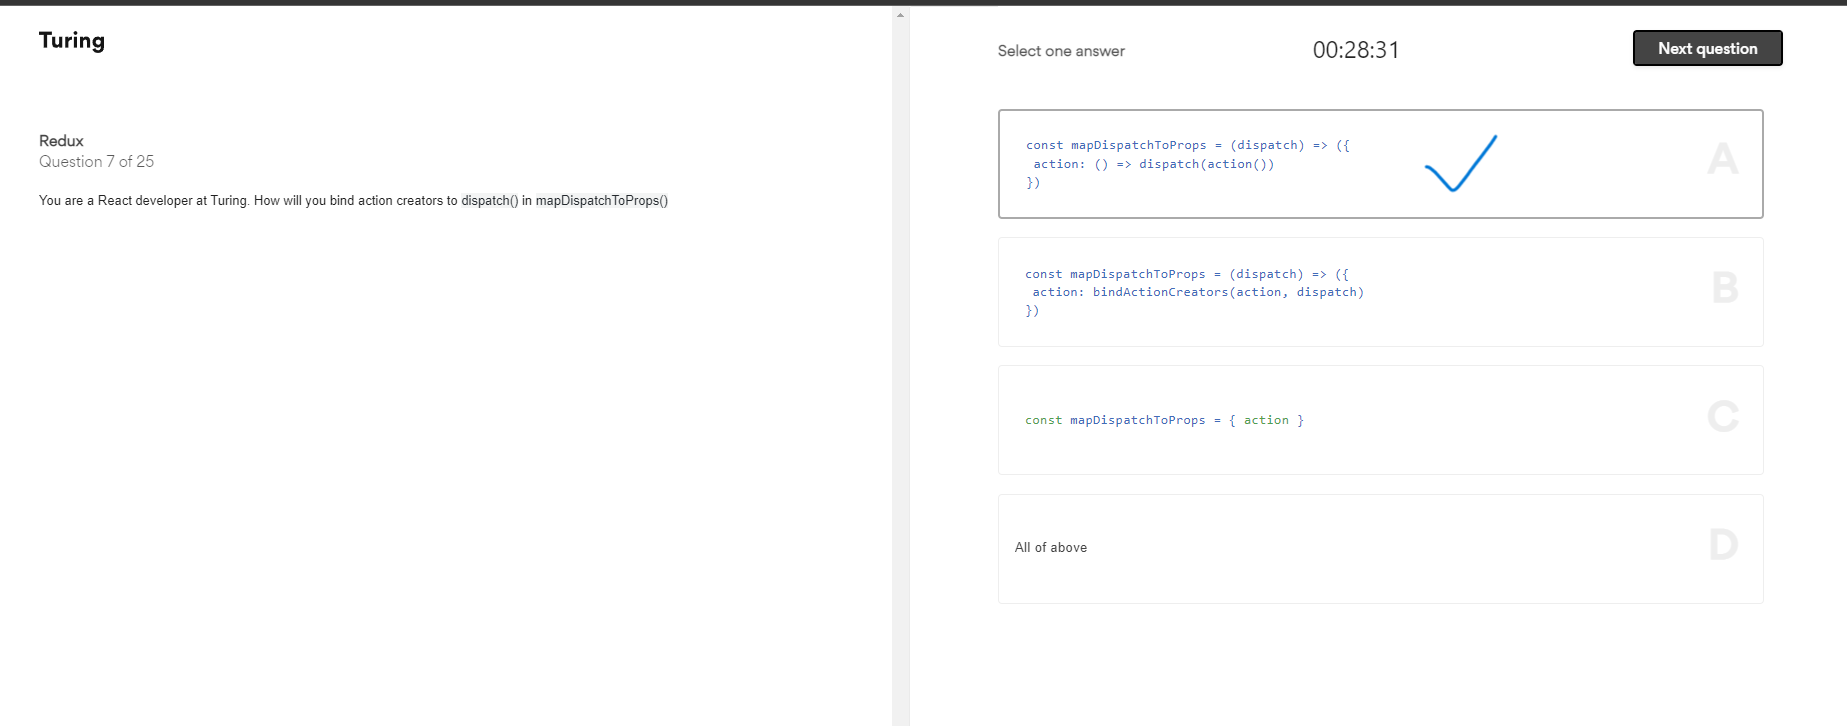 Turing
Redux
Question 7 of 25
You are a React developer at Turing. How will you bind action creators to dispatch() in mapDispatchToProps()
Select one answer
00:28:31
Next question
const mapDispatchToProps = (dispatch) => ({
action: () => dispatch(action())
})
A
const mapDispatchToProps = (dispatch) => ({
action: bindActionCreators(action, dispatch)
})
B
const mapDispatchToProps = { action }
C
All of above
D